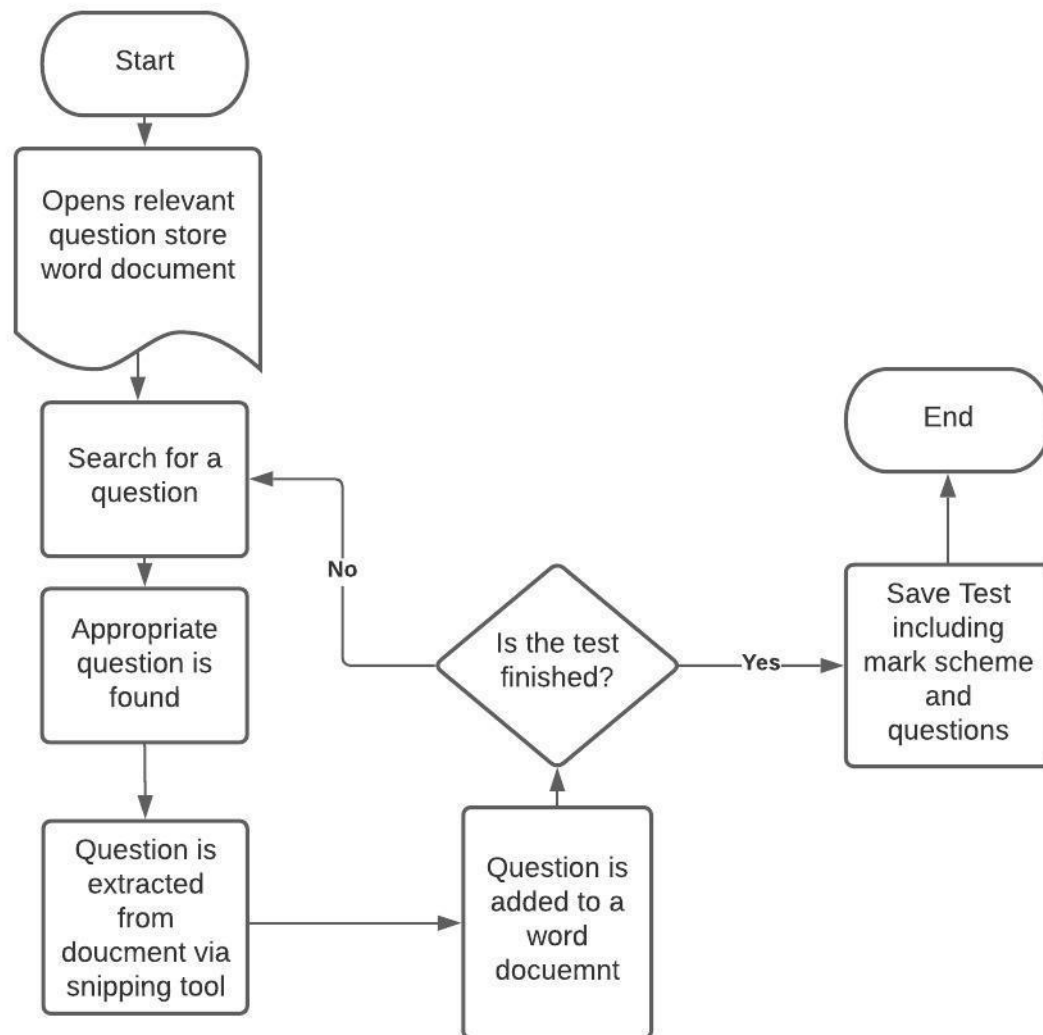 Start
Opens relevant
question store
word document
Search for a
question
Appropriate
question is
found
Question is
extracted
from
doucment via
snipping tool
Question is
added to a
word
docuemnt
Is the test
finished?
No
Yes
Save Test
including
mark scheme
and
questions
End